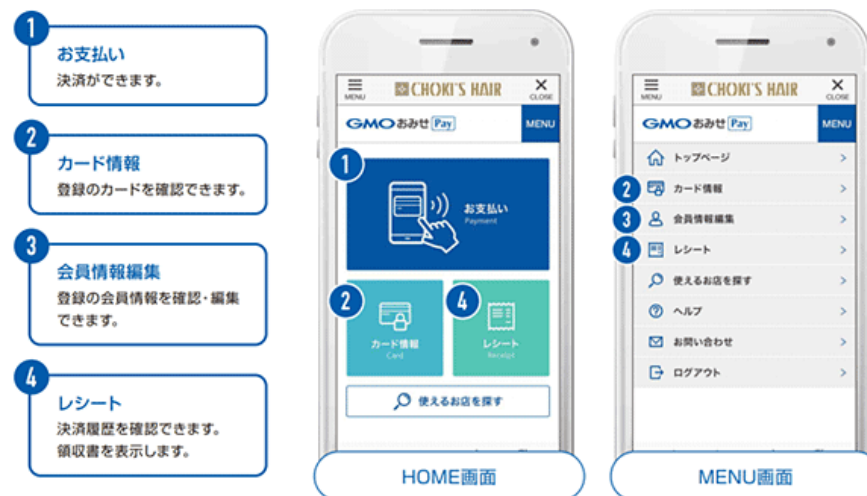 1
お支払い
決済ができます。
2
カード情報
登録のカードを確認できます。
3
会員情報編集
登録の会員情報を確認・編集
できます。
4
レシート
決済履歴を確認できます。
領収書を表示します。
MENU
CHOKI'S HAIR
CLOSE
GMOおみせPay
MENU
1
お支払い
Payment
2
カード情報
Card
4
レシート
Receipt
使えるお店を探す
HOME画面
MENU
CHOKI'S HAIR
CLOSE
GMOおみせPay
MENU
トップページ
2
カード情報
3
会員情報編集
4
レシート
使えるお店を探す
ヘルプ
お問い合わせ
ログアウト
MENU画面